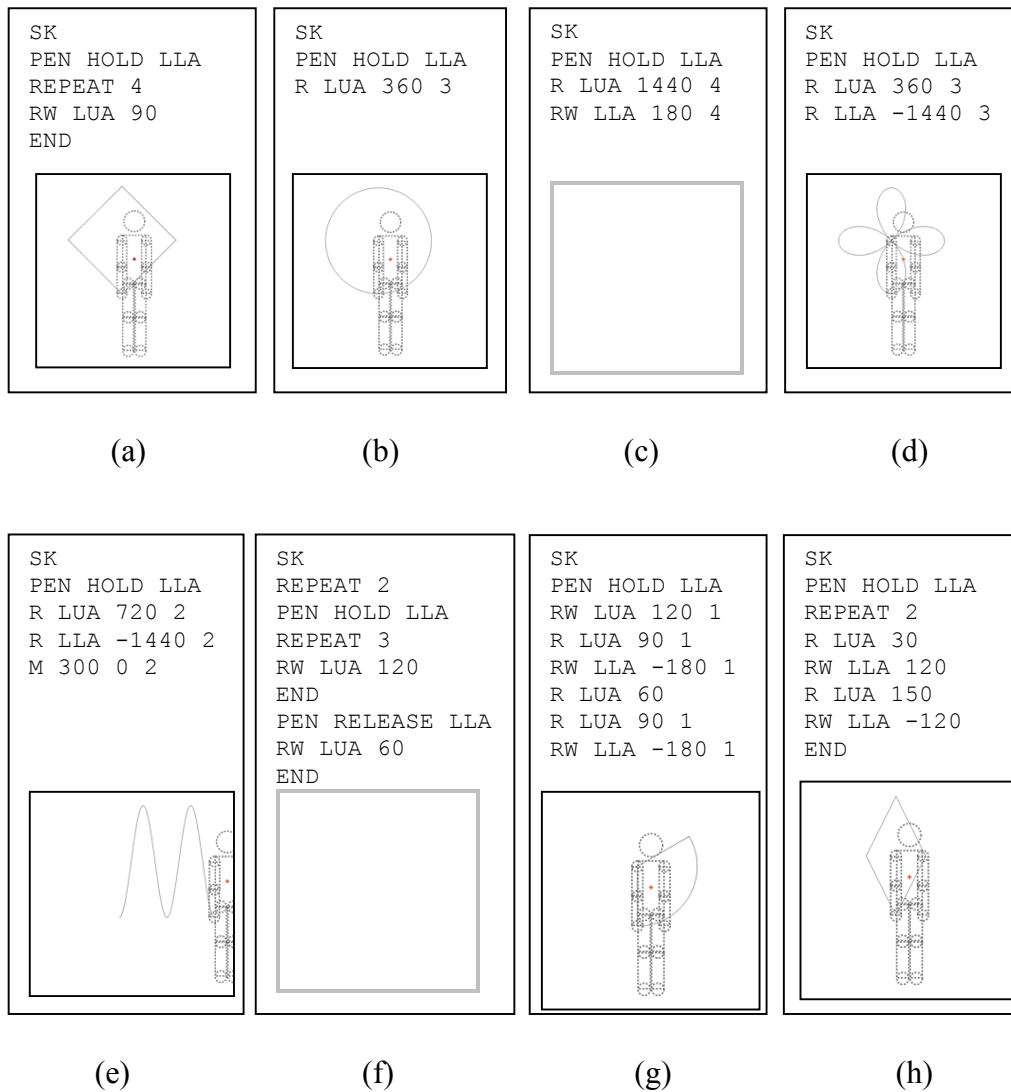 SK
PEN HOLD LLA
REPEAT 4
RW LUA 90
END
(a)
SK
PEN HOLD LLA
R LUA 360 3
(b)
SK
PEN HOLD LLA
R LUA 1440 4
RW LLA 180 4
(c)
SK
PEN HOLD LLA
R LUA 360 3
R LLA -1440 3
(d)
SK
PEN HOLD LLA
R LUA 720 2
R LLA -1440 2
M 300 0 2
(e)
SK
REPEAT 2
PEN HOLD LLA
REPEAT 3
RW LUA 120
END
PEN RELEASE LLA
RW LUA 60
END
(f)
SK
PEN HOLD LLA
RW LUA 120 1
R LUA 90 1
RW LLA -180 1
R LUA 60
R LUA 90 1
RW LLA -180 1
(g)
SK
PEN HOLD LLA
REPEAT 2
R LUA 30
RW LLA 120
R LUA 150
RW LLA -120
END
(h)